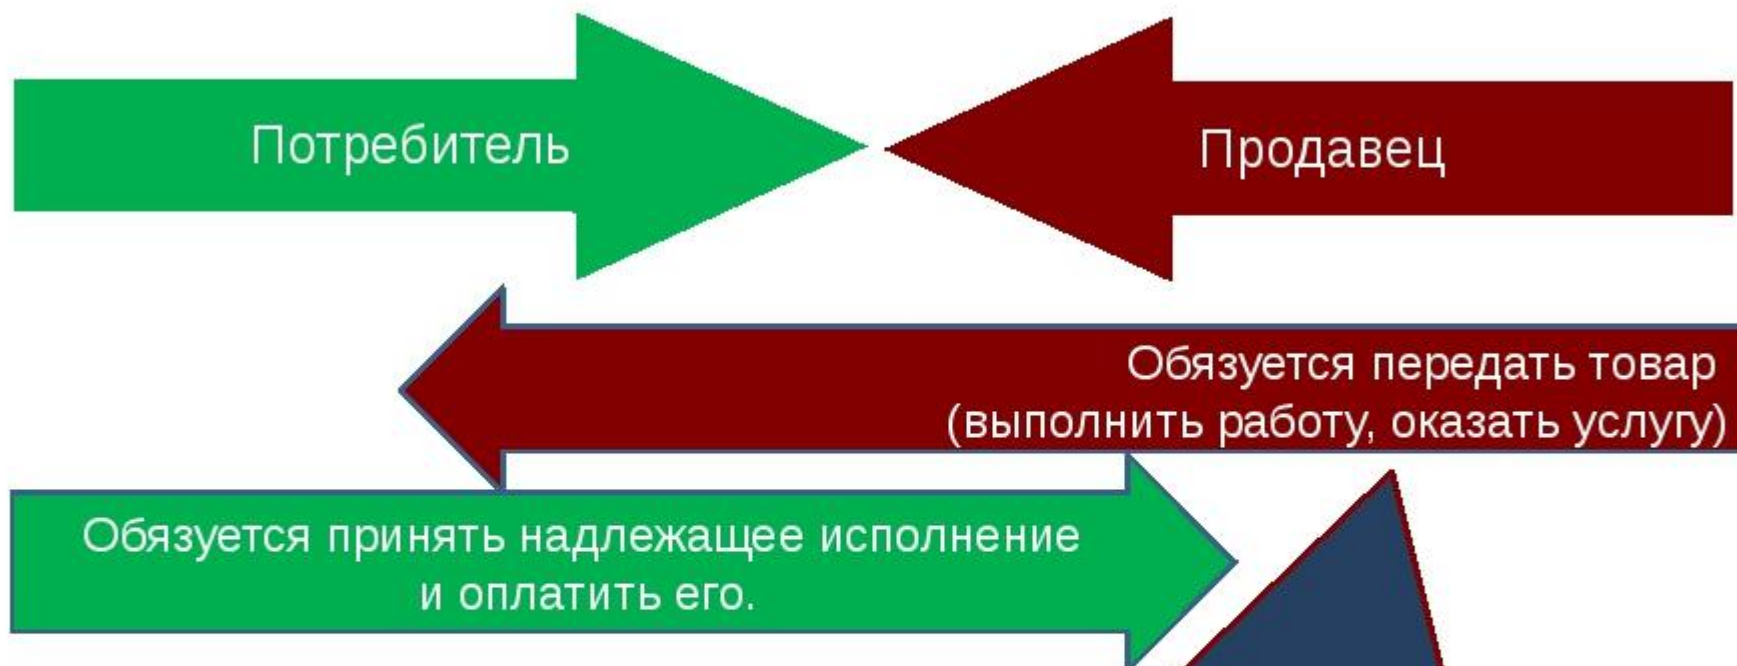 Потребитель
Продавец
Обязуется передать товар
(выполнить работу, оказать услугу)
Обязуется принять надлежащее исполнение
и оплатить его.